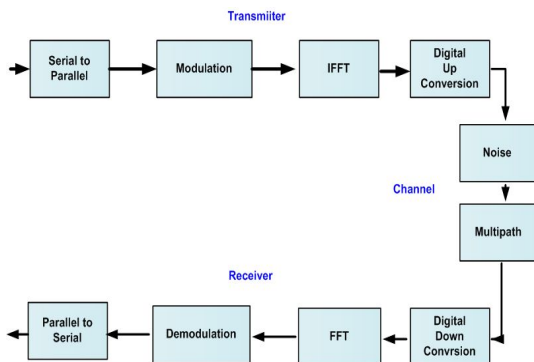 Transmiiter
Serial to
Parallel
Modulation
IFFT
Digital
Up
Conversion
Noise
Channel
Multipath
Receiver
Parallel to
Serial
Demodulation
FFT
Digital
Down
Convrsion